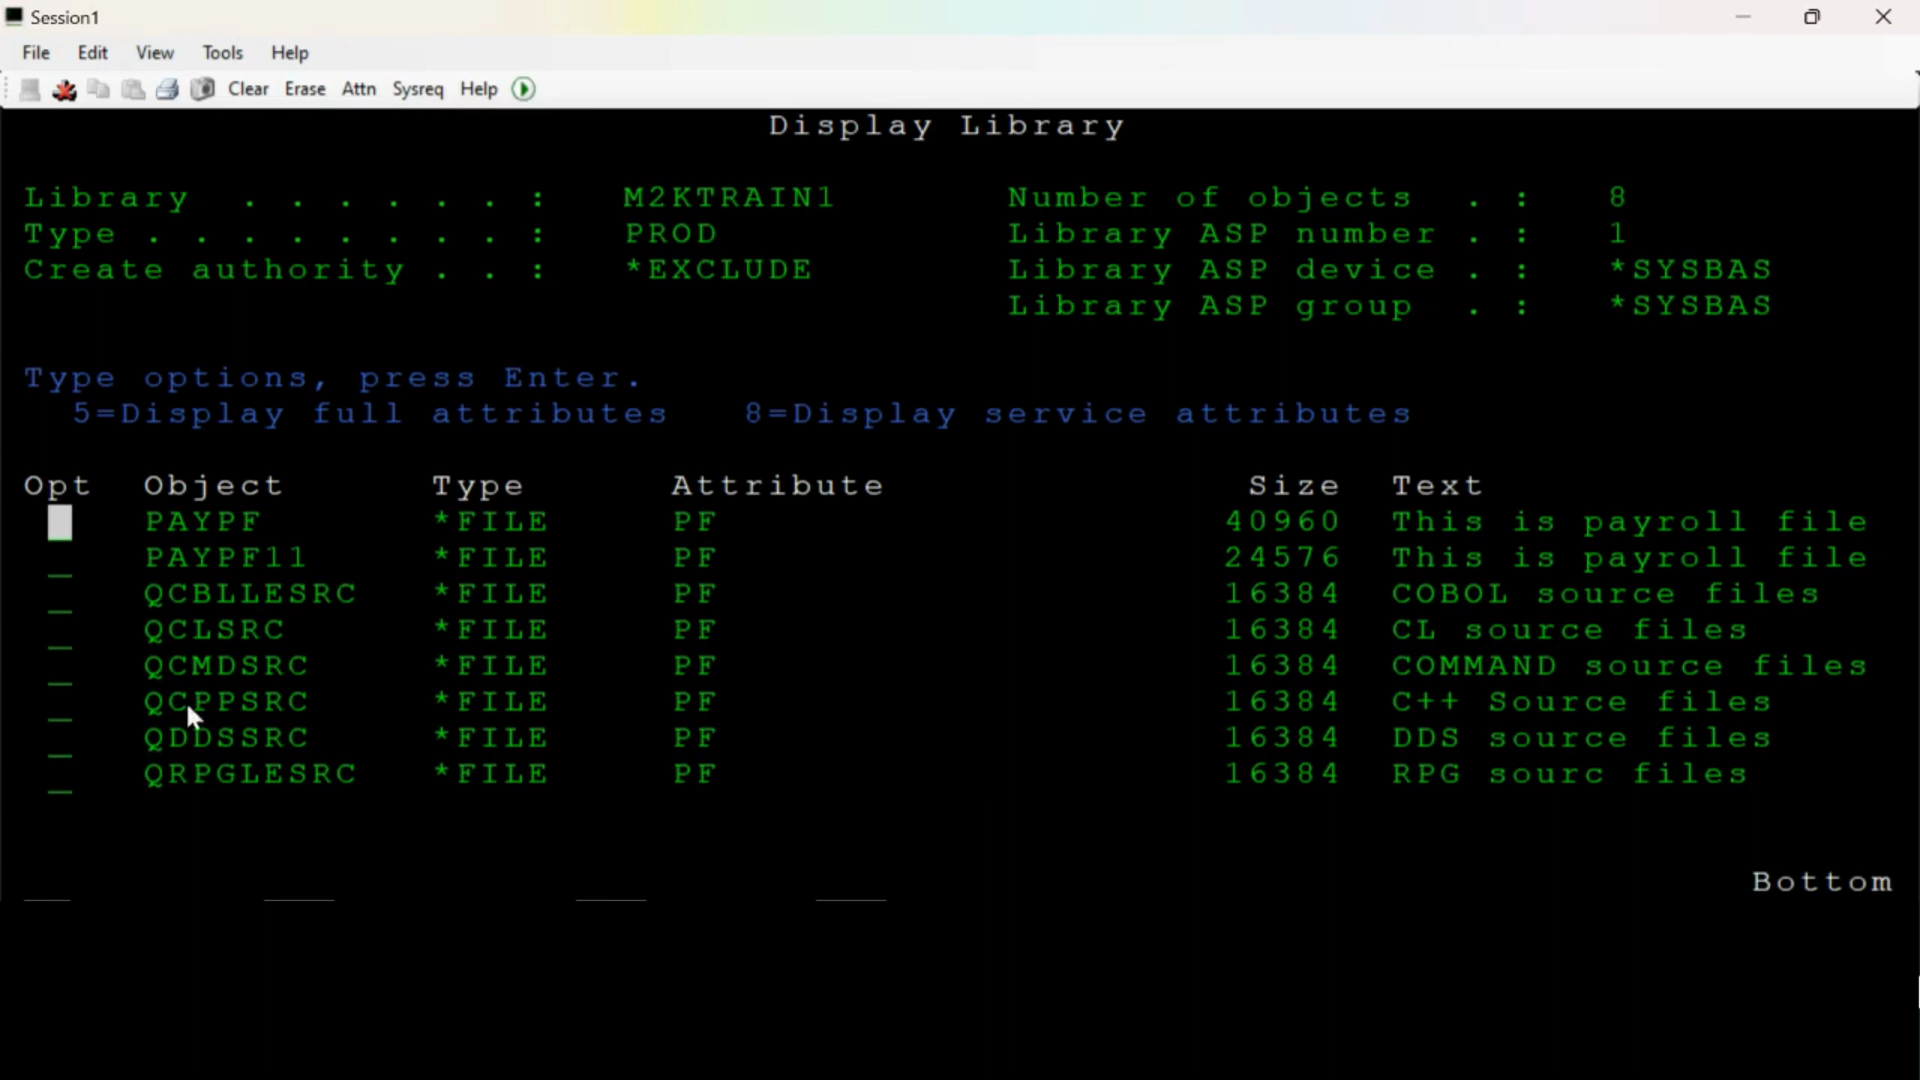 Session1
File Edit View Tools Help
Clear Erase Attn Sysreq Help
Display Library
Library . . . . . . : M2KTRAIN1 Number of objects . : 8
Type . . . . . . . . : PROD Library ASP number . : 1
Create authority . . : *EXCLUDE Library ASP device . : *SYSBAS
Library ASP group . : *SYSBAS
Type options, press Enter.
5=Display full attributes 8=Display service attributes
Opt Object Type Attribute Size Text
PAYPF *FILE PF 40960 This is payroll file
_ PAYPF11 *FILE PF 24576 This is payroll file
_ QCBLLESRC *FILE PF 16384 COBOL source files
_ QCLSRC *FILE PF 16384 CL source files
_ QCMDSRC *FILE PF 16384 COMMAND source files
_ QCPPSRC *FILE PF 16384 C++ Source files
_ QDDSSRC *FILE PF 16384 DDS source files
_ QRPGLESRC *FILE PF 16384 RPG sourc files
Bottom